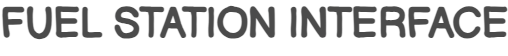 FUEL STATION INTERFACE